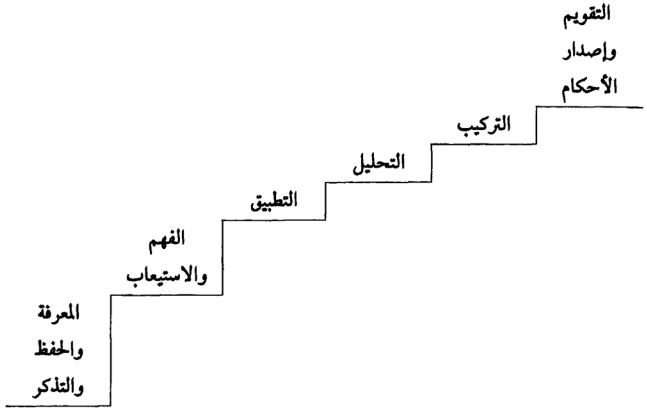 التقويم
وإصدار
الأحكام
التركيب
التحليل
التطبيق
الفهم
والاستيعاب
المعرفة
والحفظ
والتذكر